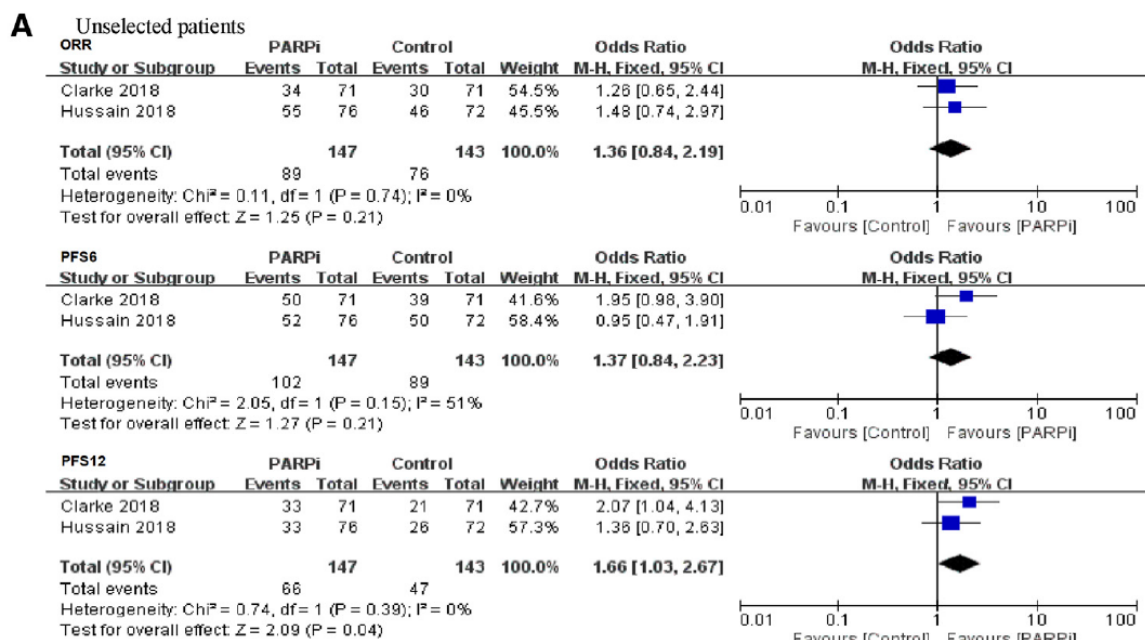 A Unselected patients
ORR PARPi Control Odds Ratio Odds Ratio
Study or Subgroup Events Total Events Total Weight M-H, Fixed, 95% CI M-H, Fixed, 95% CI
Clarke 2018 34 71 30 71 54.5% 1.26 [0.65, 2.44]
Hussain 2018 55 76 46 72 45.5% 1.48 [0.74, 2.97]
Total (95% CI) 147 143 100.0% 1.36 [0.84, 2.19]
Total events 89 76
Heterogeneity: Chi² = 0.11, df = 1 (P = 0.74); I² = 0%
Test for overall effect: Z = 1.25 (P = 0.21)
0.01 0.1 1 10 100
Favours [Control] Favours [PARPi]
PFS6 PARPi Control Odds Ratio Odds Ratio
Study or Subgroup Events Total Events Total Weight M-H, Fixed, 95% CI M-H, Fixed, 95% CI
Clarke 2018 50 71 39 71 41.6% 1.95 [0.98, 3.90]
Hussain 2018 52 76 50 72 58.4% 0.95 [0.47, 1.91]
Total (95% CI) 147 143 100.0% 1.37 [0.84, 2.23]
Total events 102 89
Heterogeneity: Chi² = 2.05, df = 1 (P = 0.15); I² = 51%
Test for overall effect: Z = 1.27 (P = 0.21)
0.01 0.1 1 10 100
Favours [Control] Favours [PARPi]
PFS12 PARPi Control Odds Ratio Odds Ratio
Study or Subgroup Events Total Events Total Weight M-H, Fixed, 95% CI M-H, Fixed, 95% CI
Clarke 2018 33 71 21 71 42.7% 2.07 [1.04, 4.13]
Hussain 2018 33 76 26 72 57.3% 1.36 [0.70, 2.63]
Total (95% CI) 147 143 100.0% 1.66 [1.03, 2.67]
Total events 66 47
Heterogeneity: Chi² = 0.74, df = 1 (P = 0.39); I² = 0%
Test for overall effect: Z = 2.09 (P = 0.04)
0.01 0.1 1 10 100
Favours [Control] Favours [PARPi]